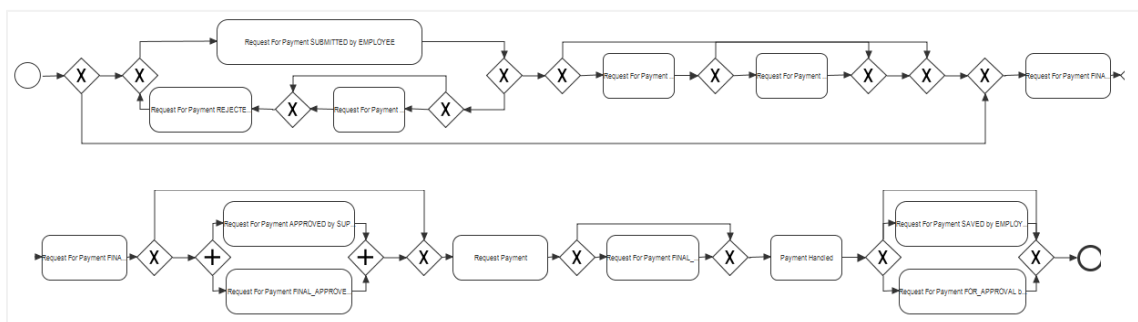 Request For Payment SUBMITTED by EMPLOYEE
Request For Payment ...
Request For Payment ...
Request For Payment FINA...
Request For Payment REJECTE...
Request For Payment ...
Request For Payment FINA...
Request For Payment APPROVED by SUP...
Request For Payment FINAL_APPROVE...
Request Payment
Request For Payment FINAL_...
Payment Handled
Request For Payment SAVED by EMPLOY...
Request For Payment FOR_APPROVAL b...